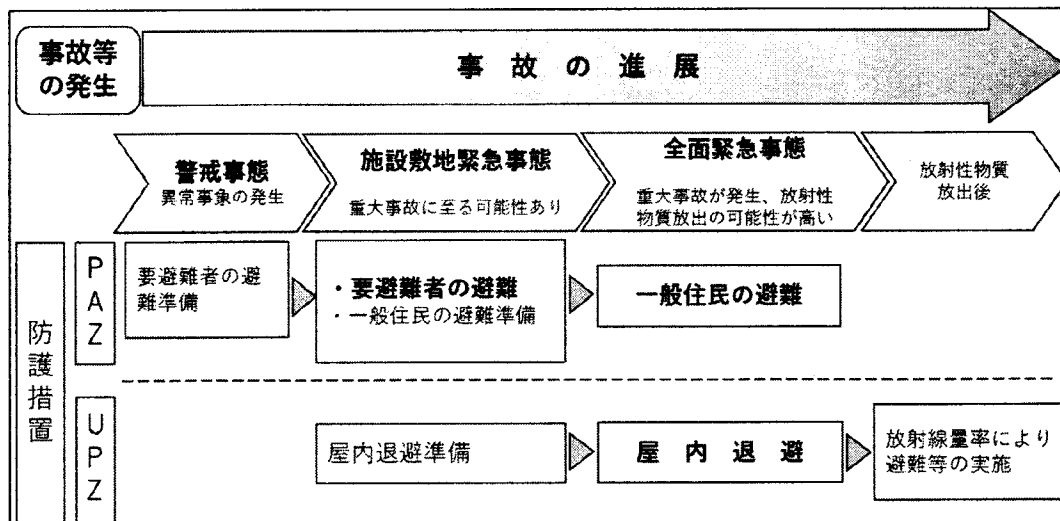 事故等
の発生
事故の進展
警戒事態
異常事象の発生
施設敷地緊急事態
重大事故に至る可能性あり
全面緊急事態
重大事故が発生、放射性
物質放出の可能性が高い
放射性物質
放出後
防護措置
PAZ
要避難者の避
難準備
・要避難者の避難
・一般住民の避難準備
一般住民の避難
UPZ
屋内退避準備
屋内退避
放射線量率により
避難等の実施